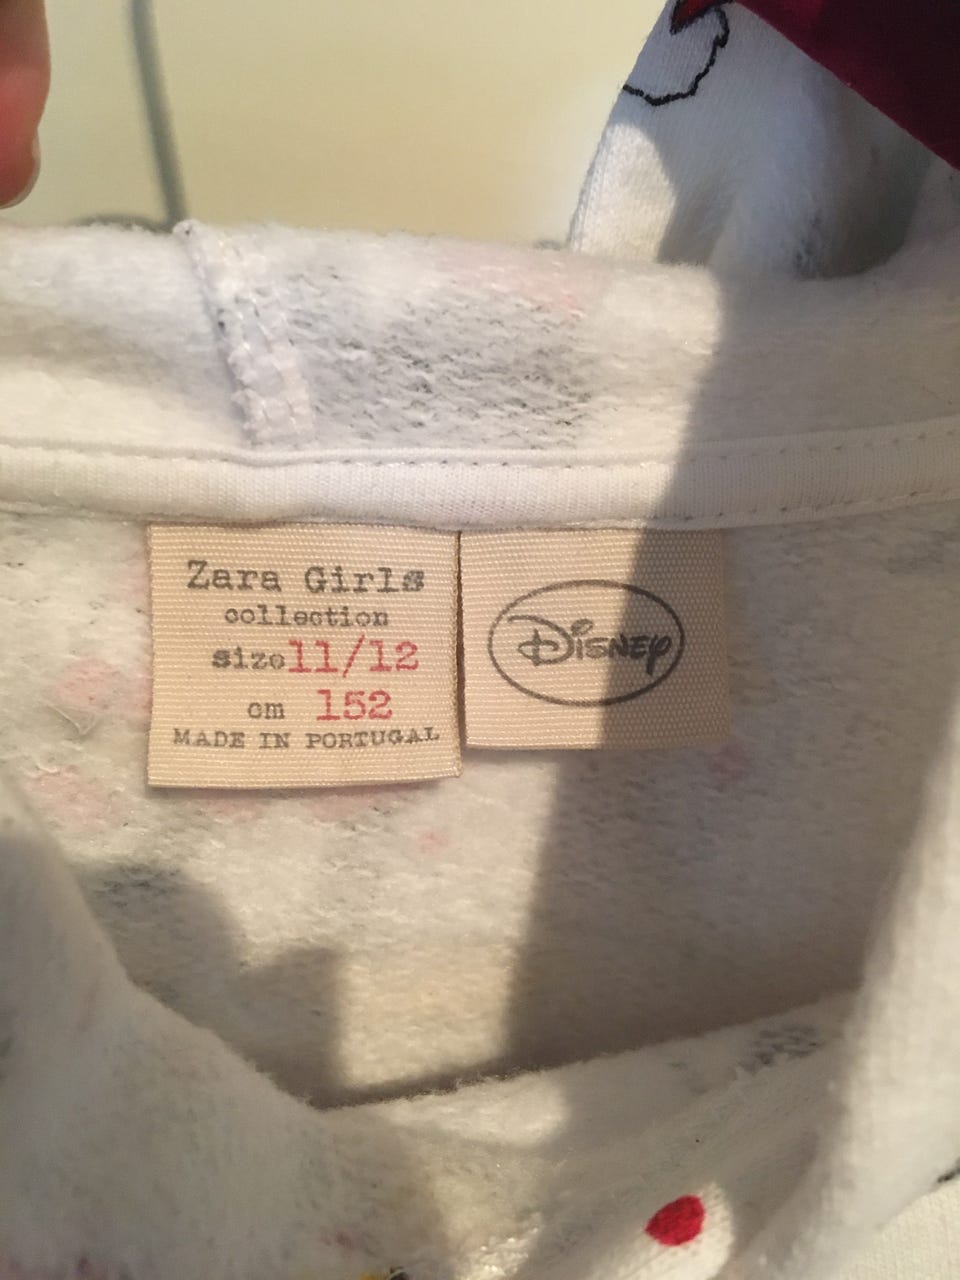 Zara Girls
collection
size 11/12
cm 152
MADE IN PORTUGAL
Disney